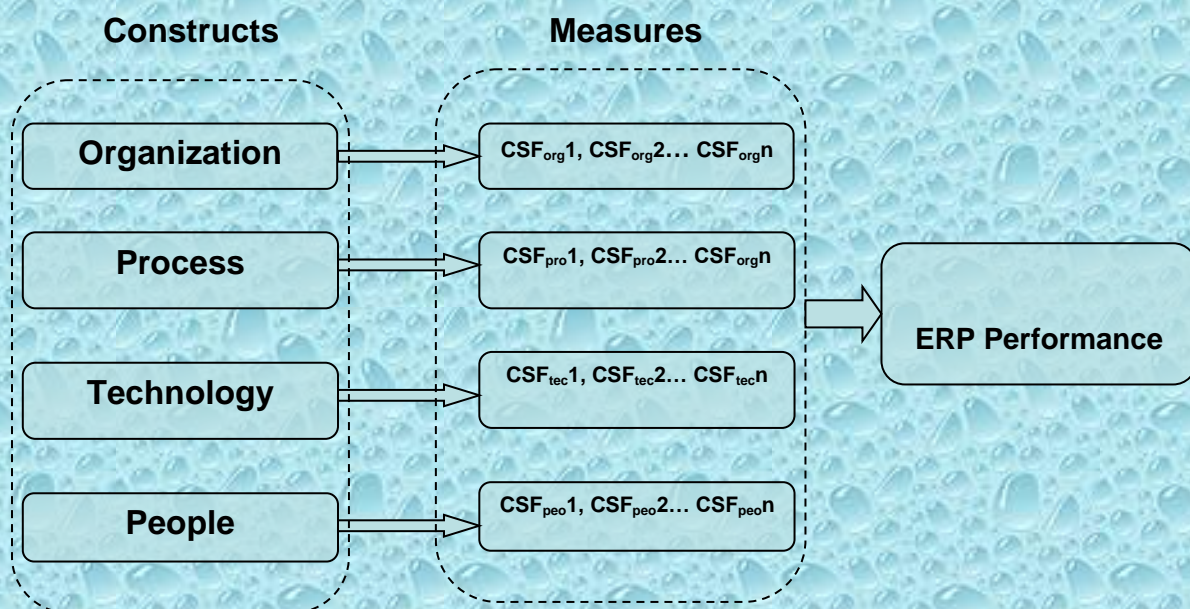 Constructs
Measures
Organization
CSForg1, CSForg2… CSForgn
Process
CSFpro1, CSFpro2… CSForgn
ERP Performance
Technology
CSFtec1, CSFtec2… CSFtecn
People
CSFpeo1, CSFpeo2… CSFpeon